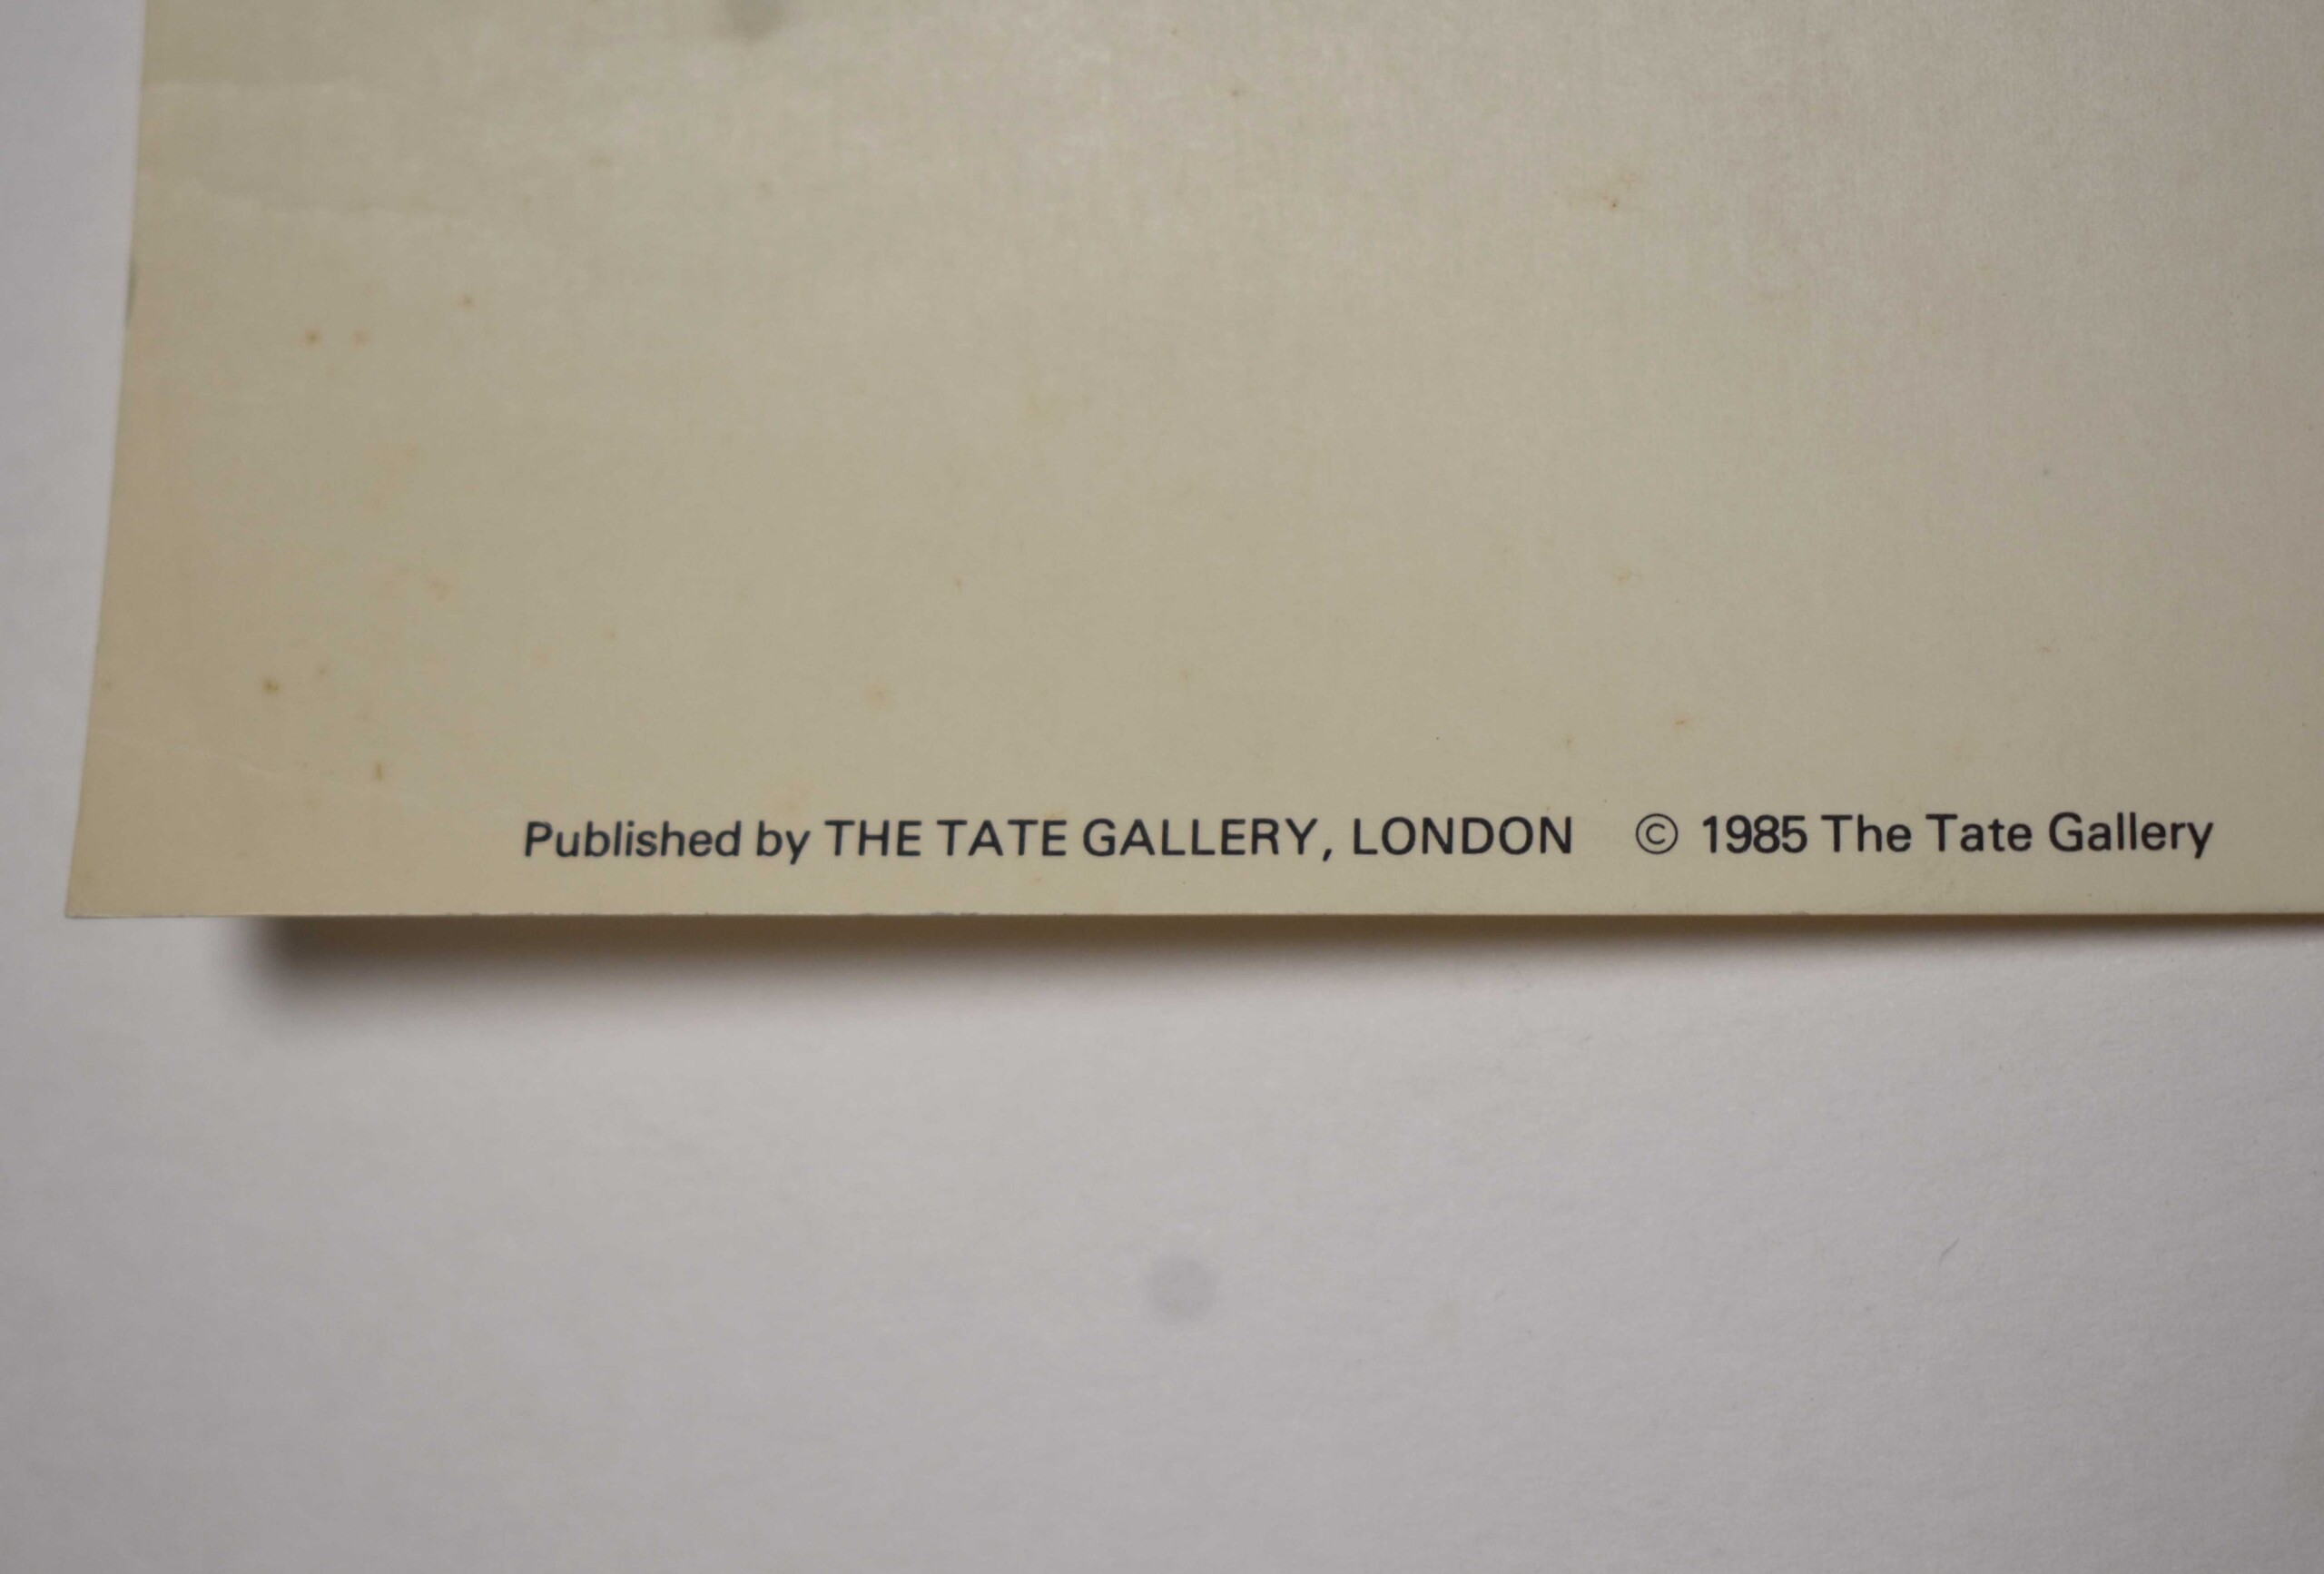 Published by THE TATE GALLERY, LONDON © 1985 The Tate Gallery